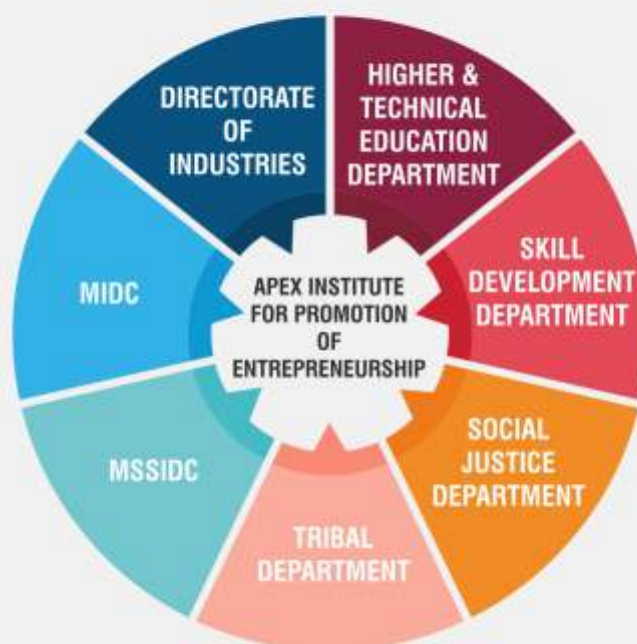 DIRECTORATE
OF
INDUSTRIES
HIGHER &
TECHNICAL
EDUCATION
DEPARTMENT
SKILL
DEVELOPMENT
DEPARTMENT
SOCIAL
JUSTICE
DEPARTMENT
TRIBAL
DEPARTMENT
MSSIDC
MIDC
APEX INSTITUTE
FOR PROMOTION
OF
ENTREPRENEURSHIP